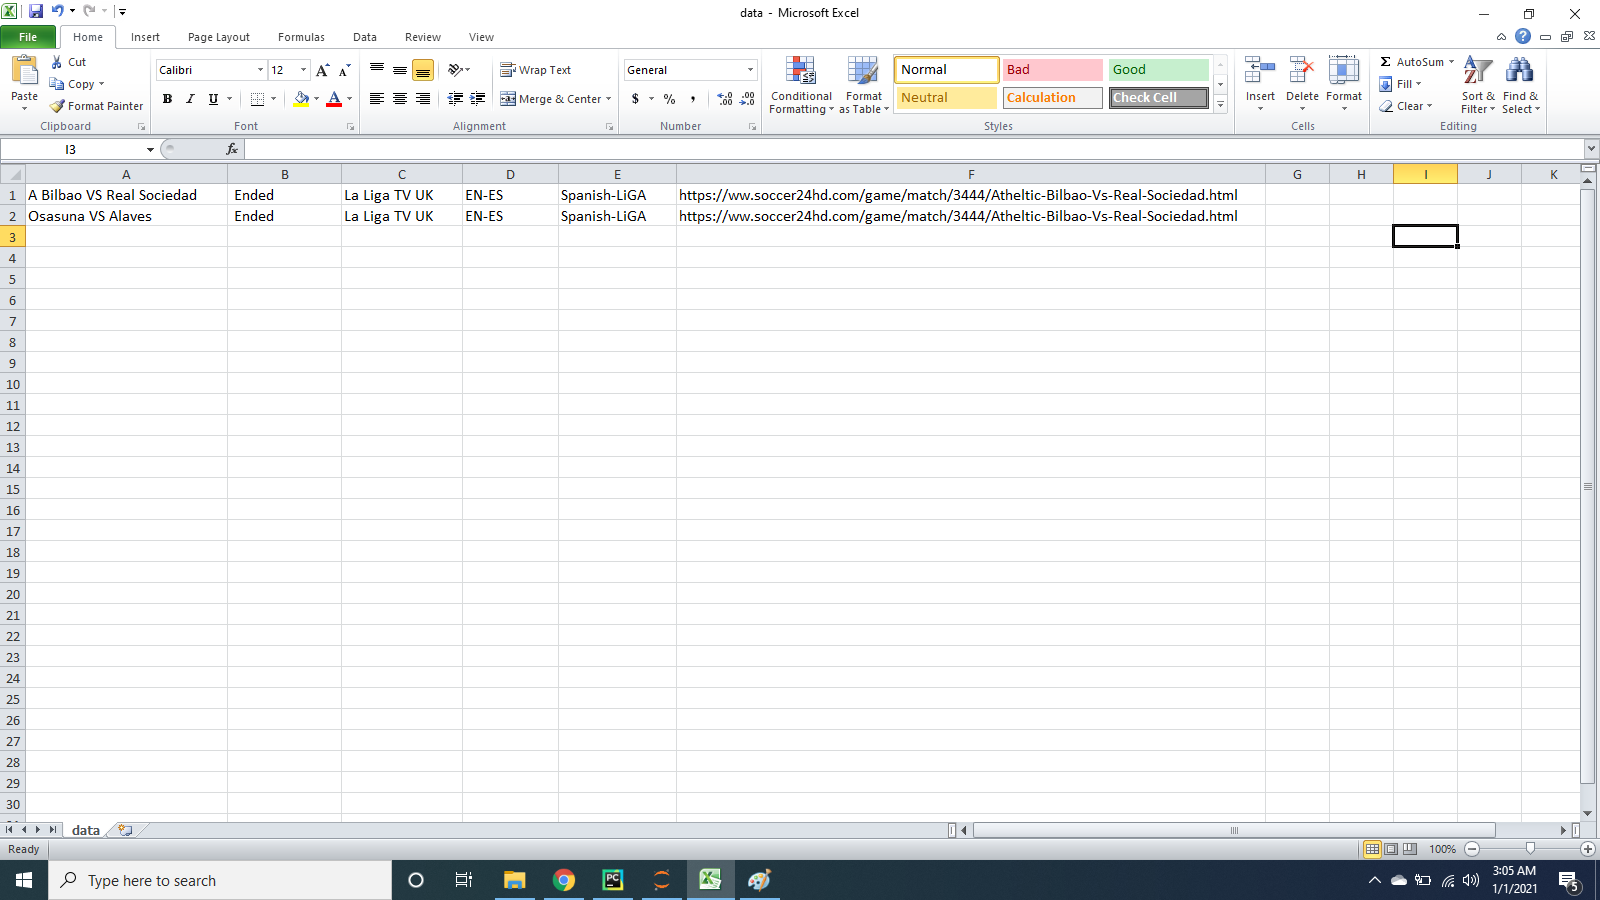 data - Microsoft Excel
File Home Insert Page Layout Formulas Data Review View
Paste
Cut
Copy
Format Painter
Clipboard
Calibri 12
B I U
Font
Wrap Text
Merge & Center
Alignment
General
$ % ,
Number
Conditional Formatting
Format as Table
Normal Bad Good
Neutral Calculation Check Cell
Styles
Insert Delete Format
Cells
Σ AutoSum
Fill
Clear
Sort & Filter
Find & Select
Editing
I3 fx
A B C D E F G H I J K
1 A Bilbao VS Real Sociedad Ended La Liga TV UK EN-ES Spanish-LiGA https://ww.soccer24hd.com/game/match/3444/Atheltic-Bilbao-Vs-Real-Sociedad.html
2 Osasuna VS Alaves Ended La Liga TV UK EN-ES Spanish-LiGA https://ww.soccer24hd.com/game/match/3444/Atheltic-Bilbao-Vs-Real-Sociedad.html
3
4
5
6
7
8
9
10
11
12
13
14
15
16
17
18
19
20
21
22
23
24
25
26
27
28
29
30
data
Ready 100%
Type here to search
PC
3:05 AM
1/1/2021
5